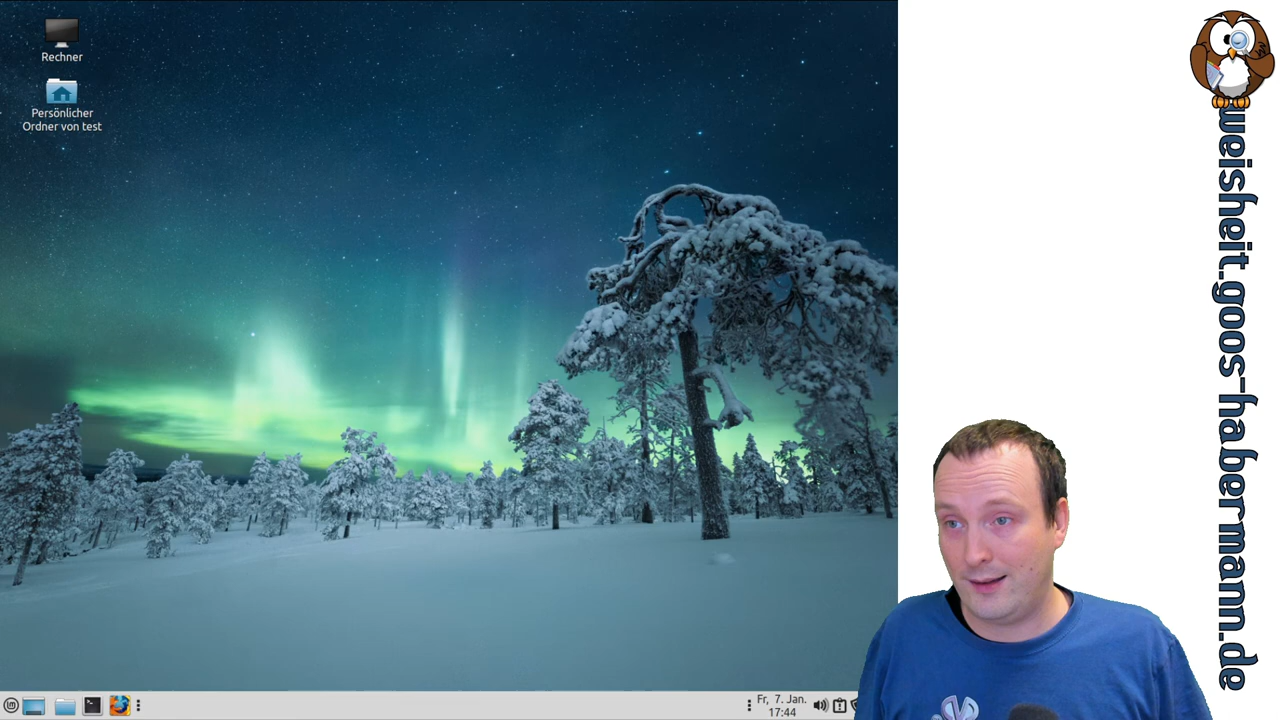 Rechner
Persönlicher
Ordner von test
weisheit.goos-habermann.de
Fr, 7. Jan.
17:44